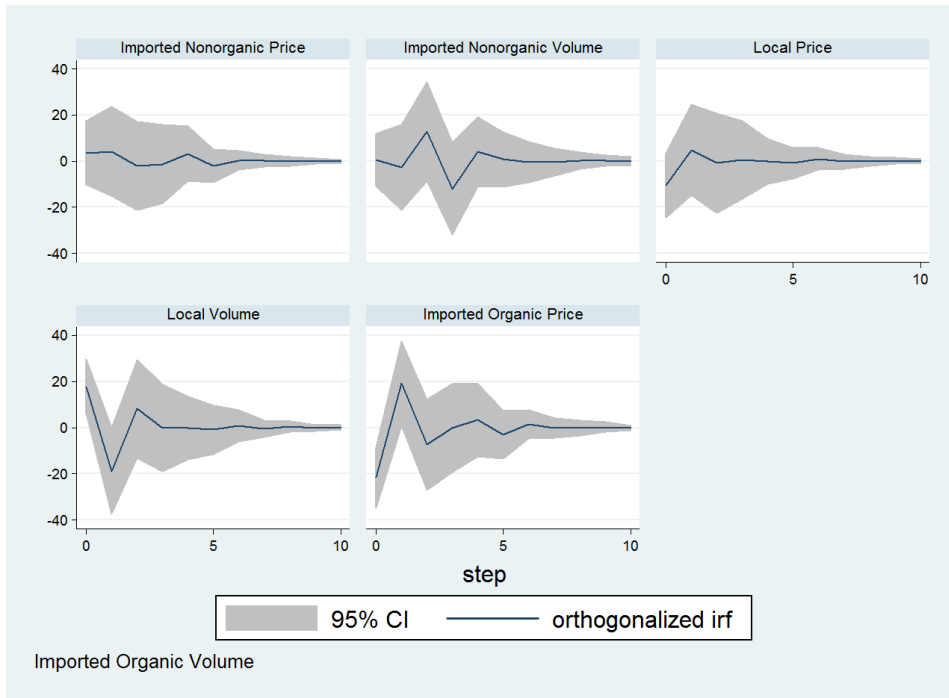 Imported Nonorganic Price
Imported Nonorganic Volume
Local Price
40
20
0
-20
-40
0 5 10
Local Volume
Imported Organic Price
40
20
0
-20
-40
0 5 10
0 5 10
step
95% CI
orthogonalized irf
Imported Organic Volume